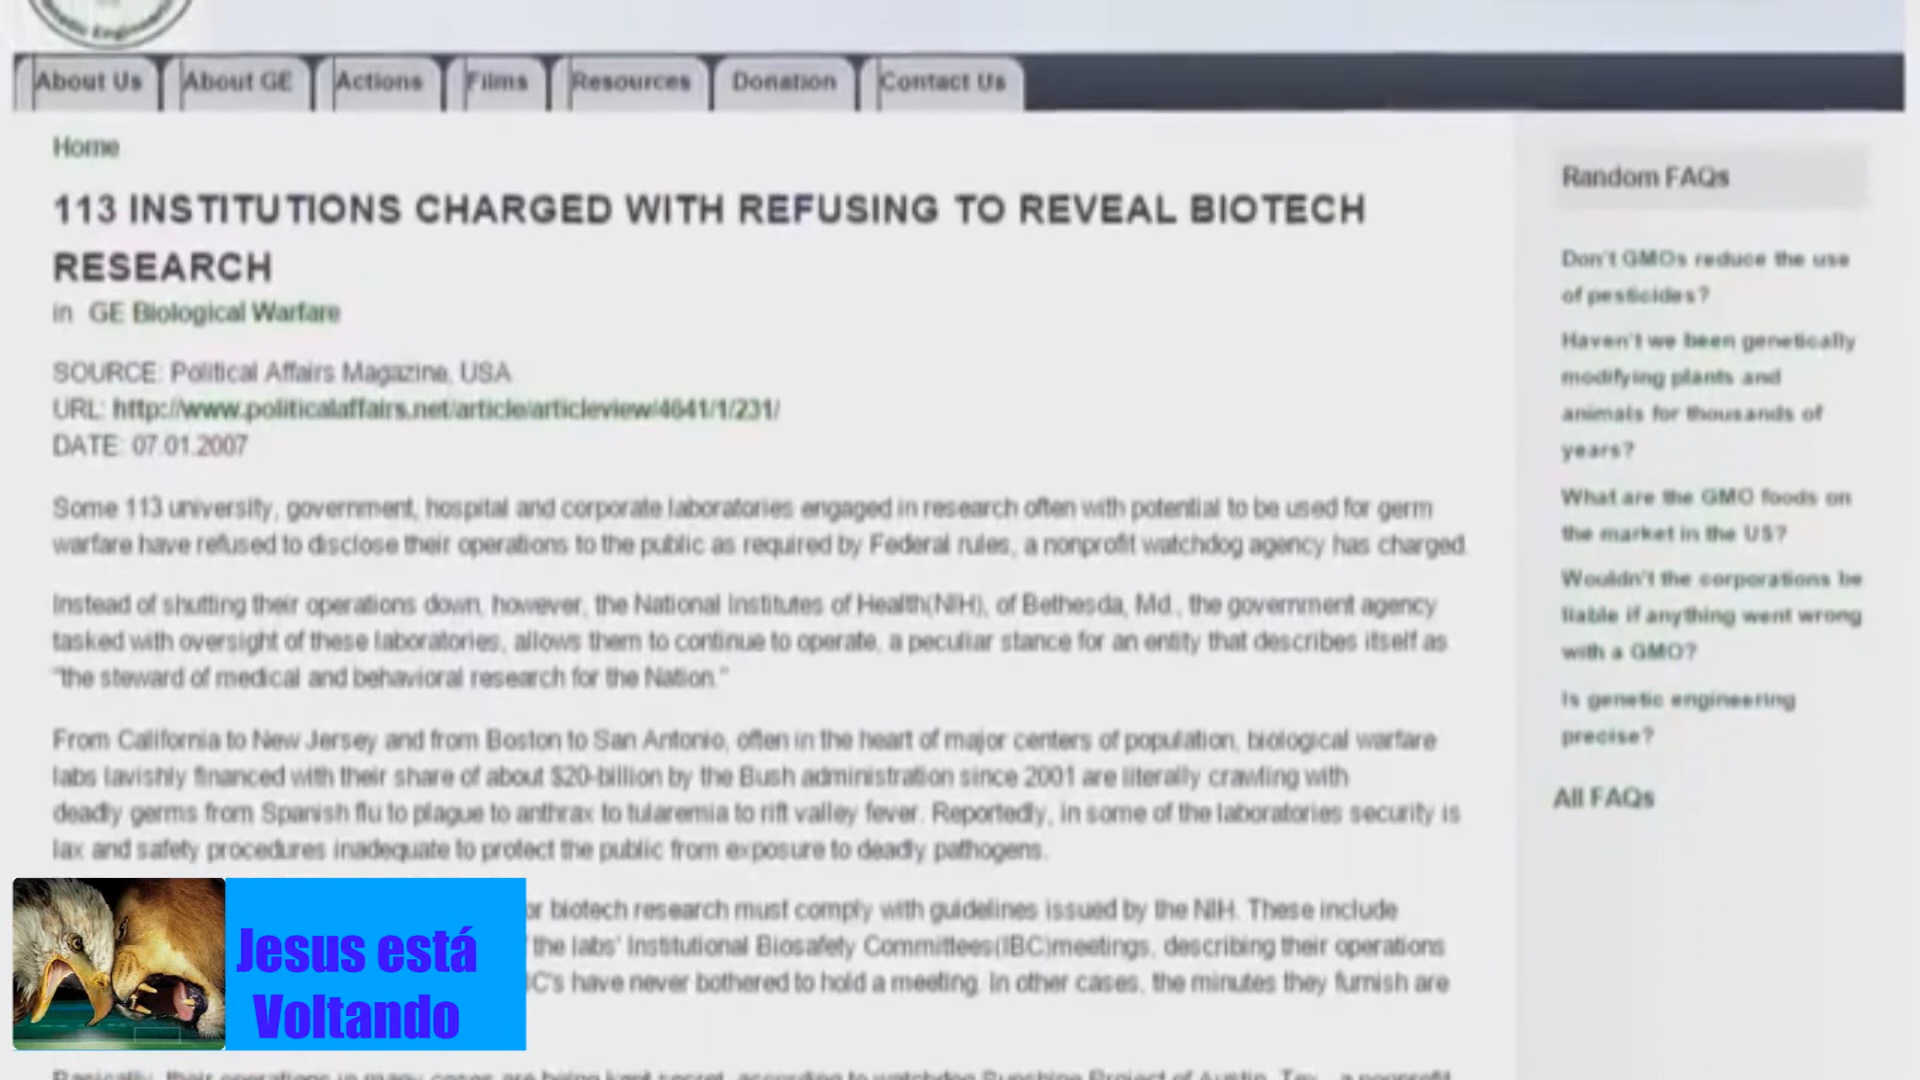 About Us
About GE
Actions
Films
Resources
Donation
Contact Us
Home
113 INSTITUTIONS CHARGED WITH REFUSING TO REVEAL BIOTECH
RESEARCH
in GE Biological Warfare
SOURCE: Political Affairs Magazine, USA
URL: http://www.politicalaffairs.net/article/articleview/4641/1/231/
DATE: 07.01.2007
Some 113 university, government, hospital and corporate laboratories engaged in research often with potential to be used for germ
warfare have refused to disclose their operations to the public as required by Federal rules, a nonprofit watchdog agency has charged.
Instead of shutting their operations down, however, the National Institutes of Health(NIH), of Bethesda, Md., the government agency
tasked with oversight of these laboratories, allows them to continue to operate, a peculiar stance for an entity that describes itself as
"the steward of medical and behavioral research for the Nation."
From California to New Jersey and from Boston to San Antonio, often in the heart of major centers of population, biological warfare
labs lavishly financed with their share of about $20-billion by the Bush administration since 2001 are literally crawling with
deadly germs from Spanish flu to plague to anthrax to tularemia to rift valley fever. Reportedly, in some of the laboratories security is
lax and safety procedures inadequate to protect the public from exposure to deadly pathogens.
or biotech research must comply with guidelines issued by the NIH. These include
the labs' Institutional Biosafety Committees(IBC)meetings, describing their operations
C's have never bothered to hold a meeting. In other cases, the minutes they furnish are
Random FAQs
Don't GMOs reduce the use
of pesticides?
Haven't we been genetically
modifying plants and
animals for thousands of
years?
What are the GMO foods on
the market in the US?
Wouldn't the corporations be
liable if anything went wrong
with a GMO?
Is genetic engineering
precise?
All FAQs
Jesus está
Voltando